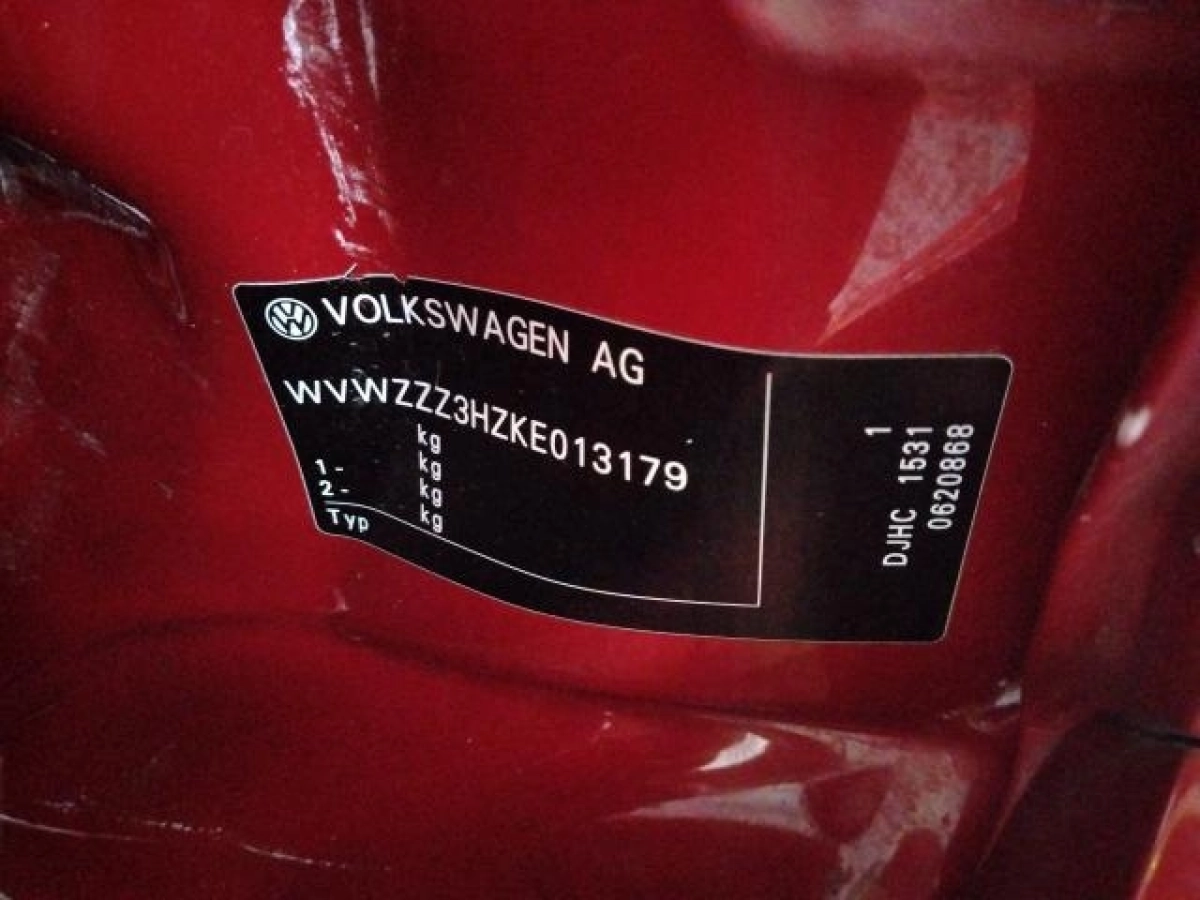 VOLKSWAGEN AG
WVWZZZ3HZKE013179
kg
1- kg
2- kg
kg
Typ
1
DJHC 1531
0620868